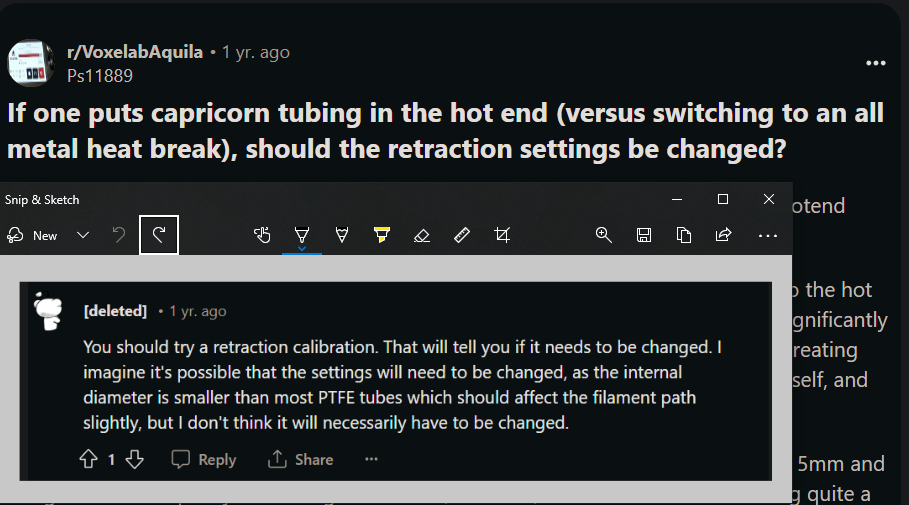 r/VoxelabAquila • 1 yr. ago
Ps11889
If one puts capricorn tubing in the hot end (versus switching to an all
metal heat break), should the retraction settings be changed?
otend
Snip & Sketch
New
the hot
gnificantly
reating
self, and
[deleted] • 1 yr. ago
You should try a retraction calibration. That will tell you if it needs to be changed. I
imagine it's possible that the settings will need to be changed, as the internal
diameter is smaller than most PTFE tubes which should affect the filament path
slightly, but I don't think it will necessarily have to be changed.
1 Reply Share
5mm and
g quite a